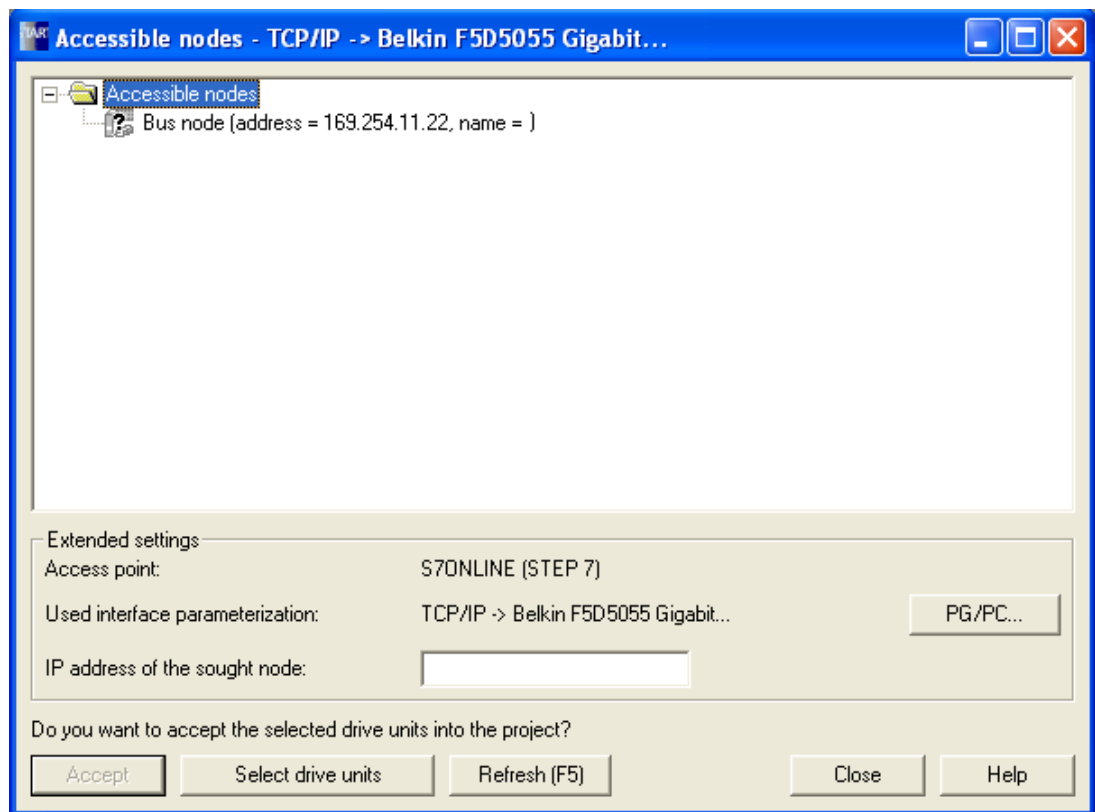 TAR Accessible nodes - TCP/IP -> Belkin F5D5055 Gigabit...
Accessible nodes
Bus node (address = 169.254.11.22, name = )
Extended settings
Access point: S7ONLINE (STEP 7)
Used interface parameterization: TCP/IP -> Belkin F5D5055 Gigabit... PG/PC...
IP address of the sought node:
Do you want to accept the selected drive units into the project?
Accept Select drive units Refresh (F5) Close Help